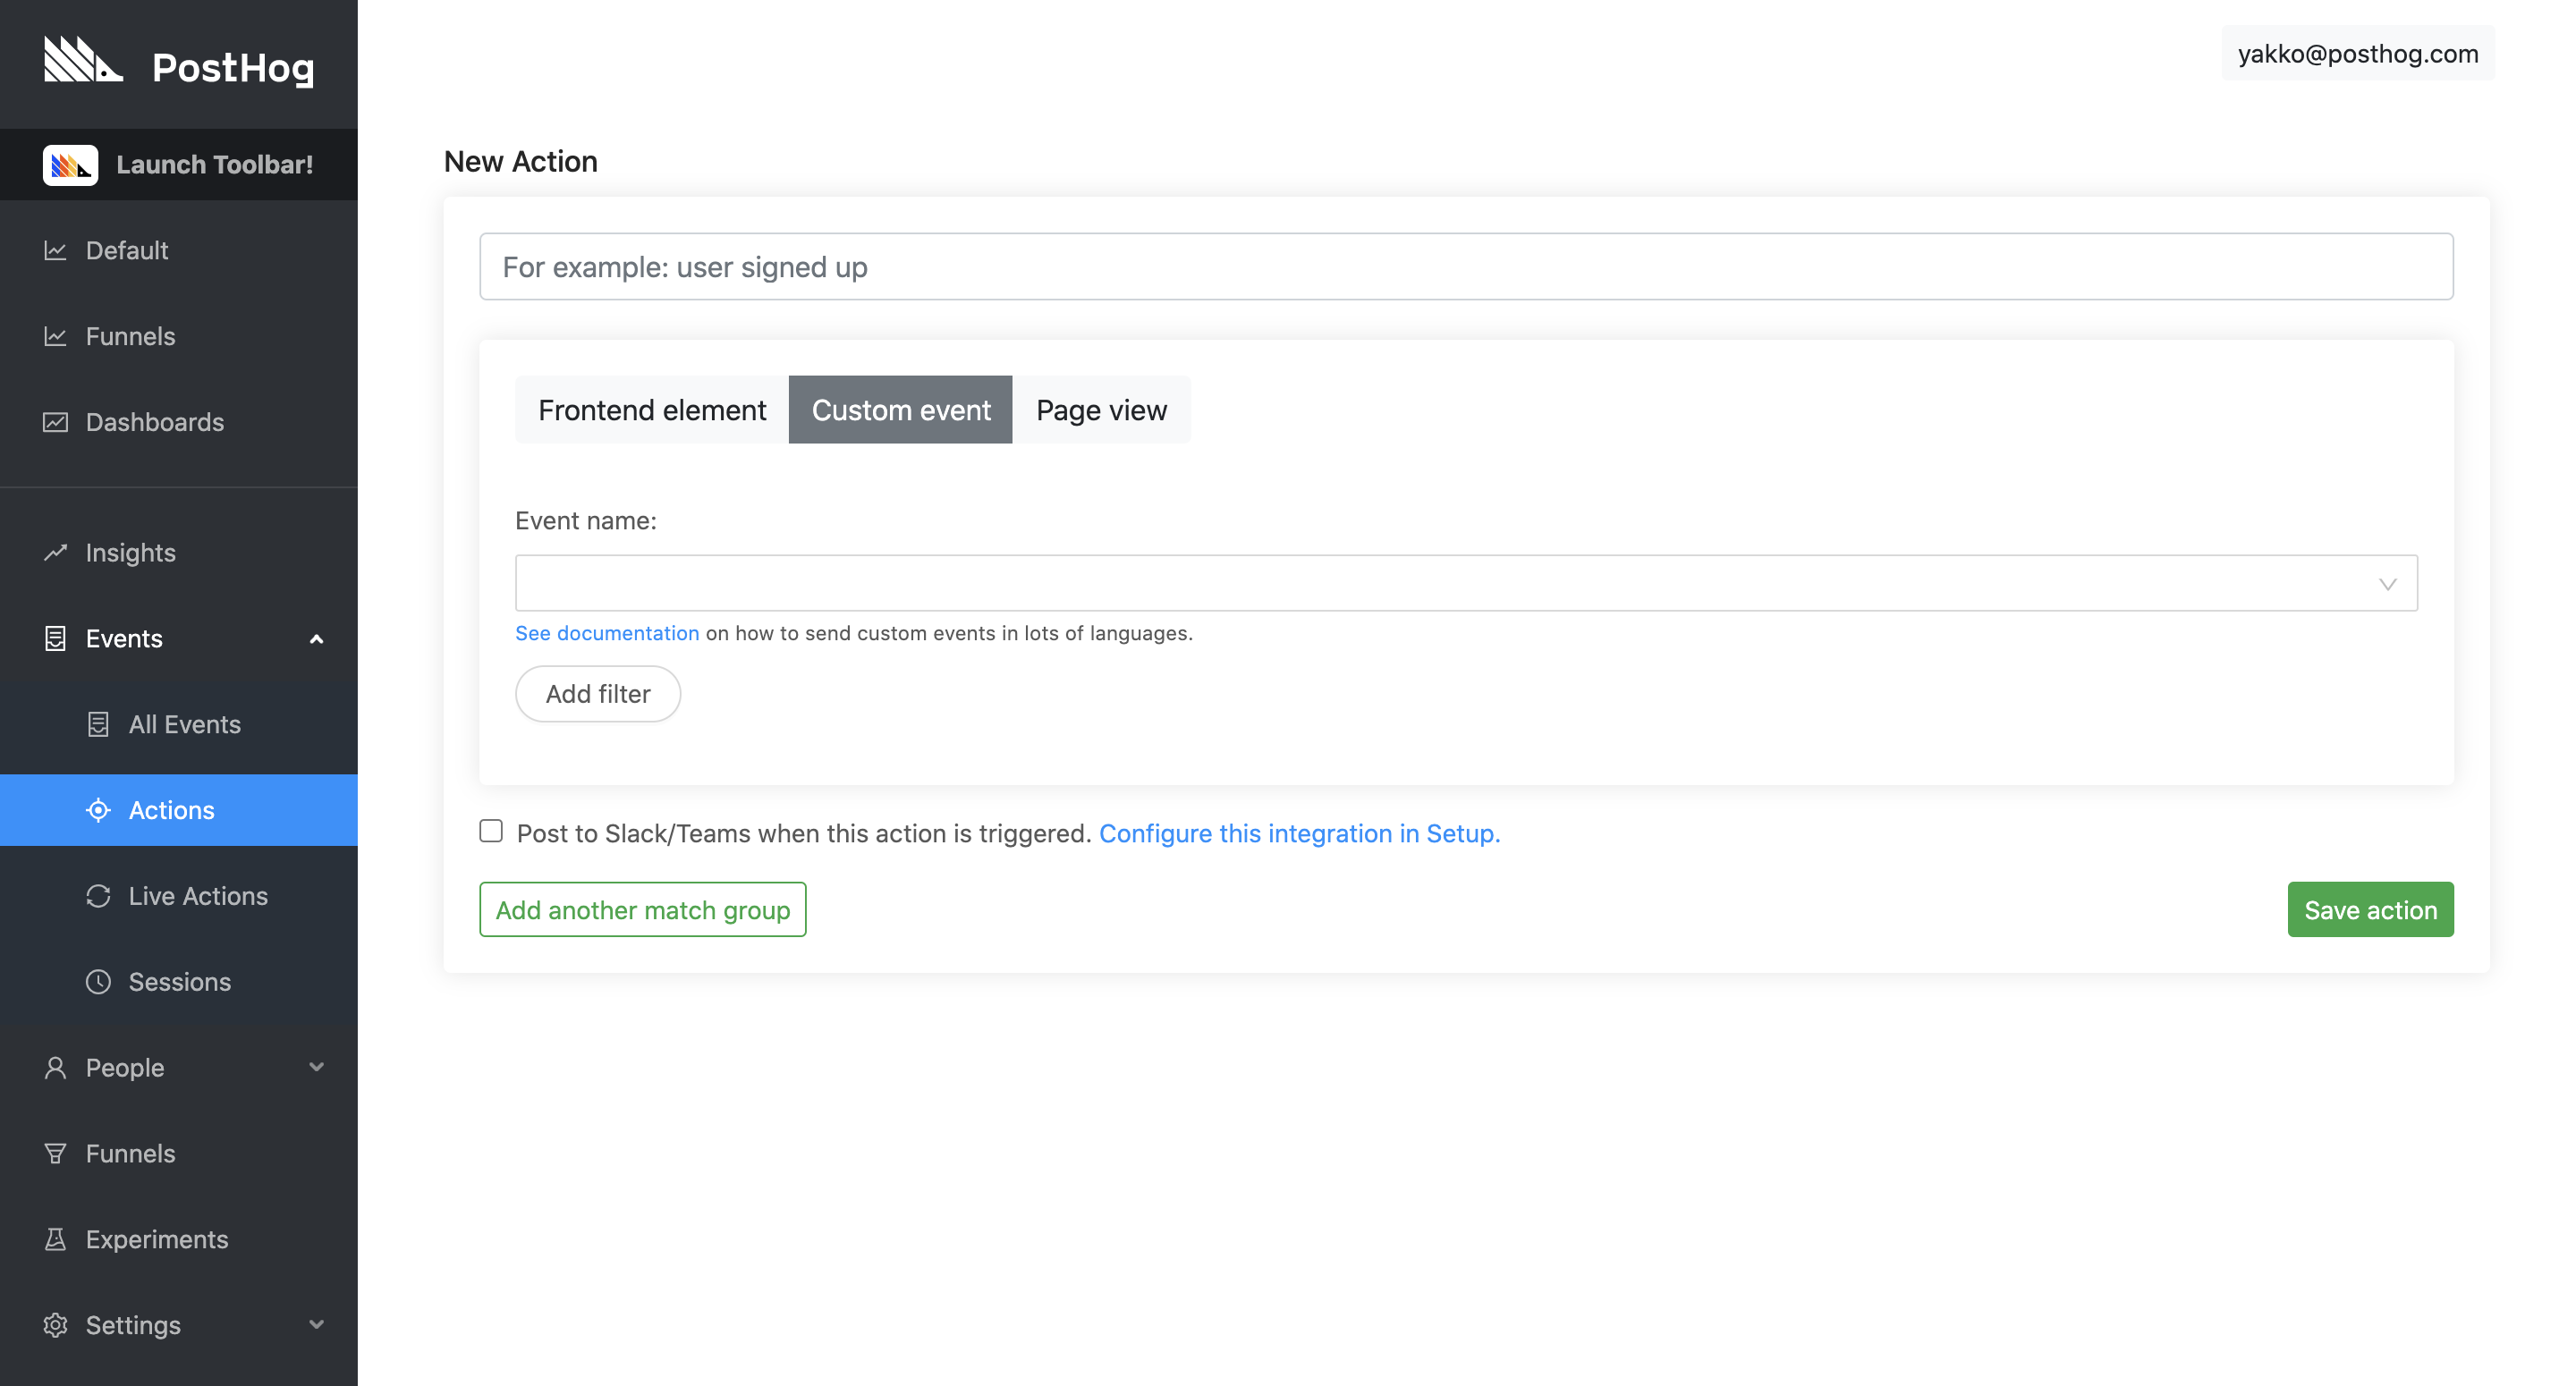 PostHog
Launch Toolbar!
Default
Funnels
Dashboards
Insights
Events
All Events
Actions
Live Actions
Sessions
People
Funnels
Experiments
Settings
yakko@posthog.com
New Action
For example: user signed up
Frontend element Custom event Page view
Event name:
See documentation on how to send custom events in lots of languages.
Add filter
Post to Slack/Teams when this action is triggered. Configure this integration in Setup.
Add another match group Save action